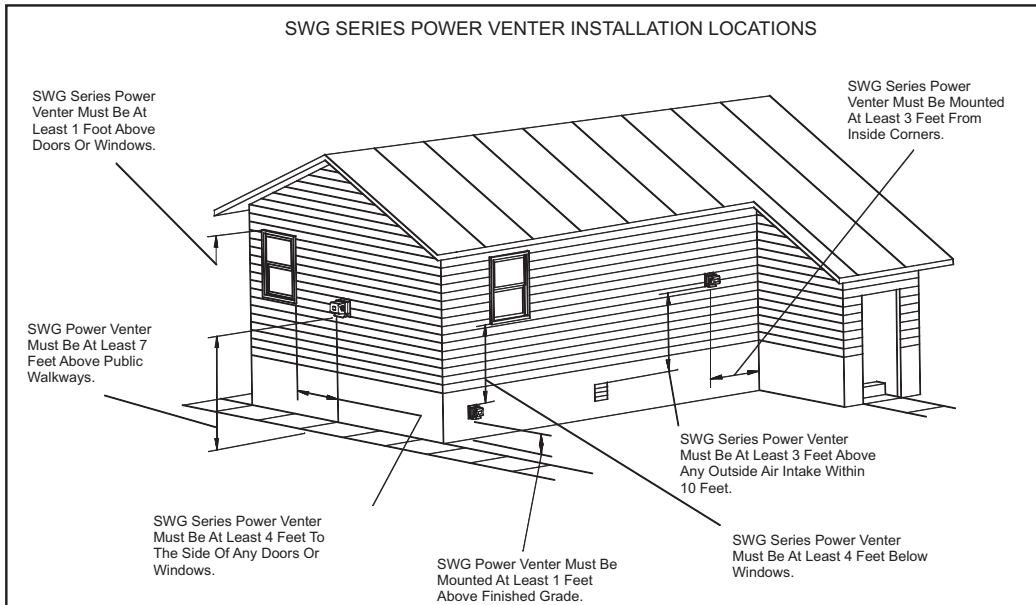 SWG SERIES POWER VENTER INSTALLATION LOCATIONS
SWG Series Power
Venter Must Be At
Least 1 Foot Above
Doors Or Windows.
SWG Series Power
Venter Must Be Mounted
At Least 3 Feet From
Inside Corners.
SWG Power Venter
Must Be At Least 7
Feet Above Public
Walkways.
SWG Series Power Venter
Must Be At Least 3 Feet Above
Any Outside Air Intake Within
10 Feet.
SWG Series Power Venter
Must Be At Least 4 Feet To
The Side Of Any Doors Or
Windows.
SWG Power Venter Must Be
Mounted At Least 1 Feet
Above Finished Grade.
SWG Series Power Venter
Must Be At Least 4 Feet Below
Windows.